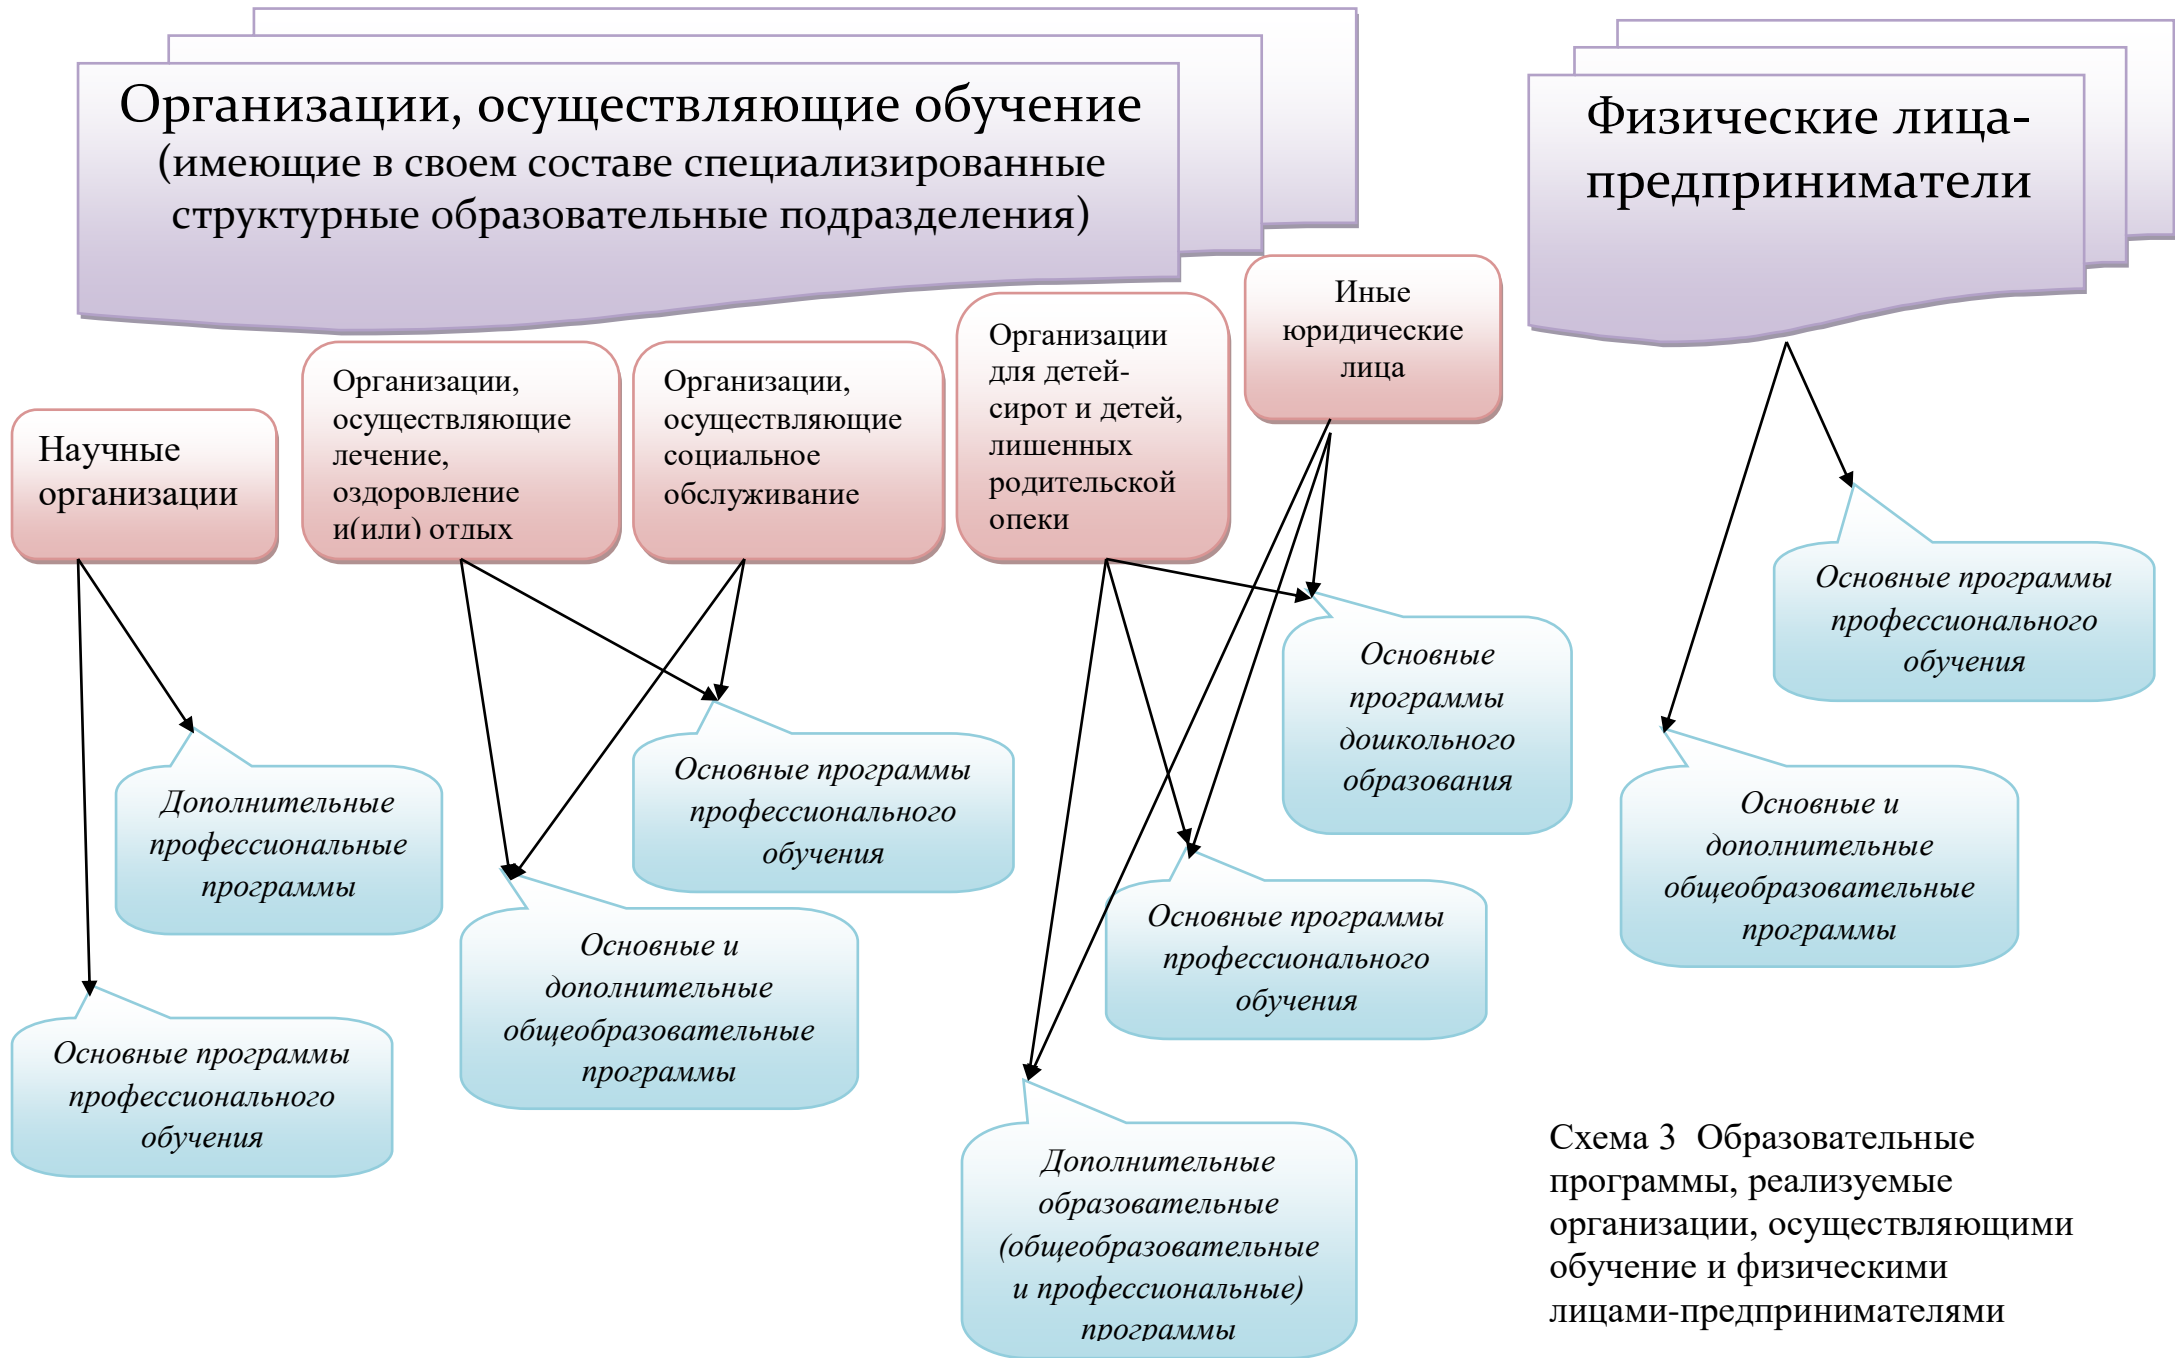 Организации, осуществляющие обучение
(имеющие в своем составе специализированные
структурные образовательные подразделения)
Физические лица-
предприниматели
Научные
организации
Организации,
осуществляющие
лечение,
оздоровление
и(или) отдых
Организации,
осуществляющие
социальное
обслуживание
Организации
для детей-
сирот и детей,
лишенных
родительской
опеки
Иные
юридические
лица
Основные программы
профессионального
обучения
Основные
программы
дошкольного
образования
Дополнительные
профессиональные
программы
Основные программы
профессионального
обучения
Основные и
дополнительные
общеобразовательные
программы
Основные и
дополнительные
общеобразовательные
программы
Основные программы
профессионального
обучения
Основные программы
профессионального
обучения
Дополнительные
образовательные
(общеобразовательные
и профессиональные)
программы
Схема 3  Образовательные
программы, реализуемые
организации, осуществляющими
обучение и физическими
лицами-предпринимателями